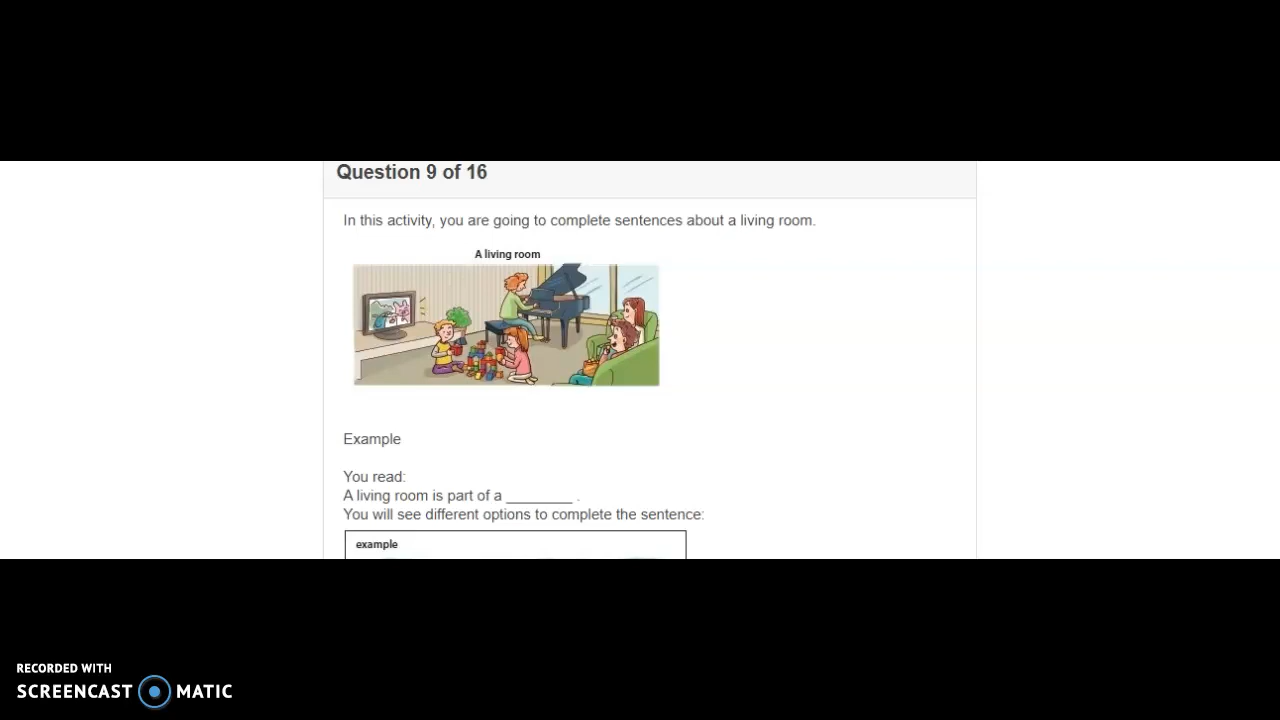 Question 9 of 16
In this activity, you are going to complete sentences about a living room.
A living room
Example
You read:
A living room is part of a ________ .
You will see different options to complete the sentence:
example
RECORDED WITH
SCREENCAST MATIC